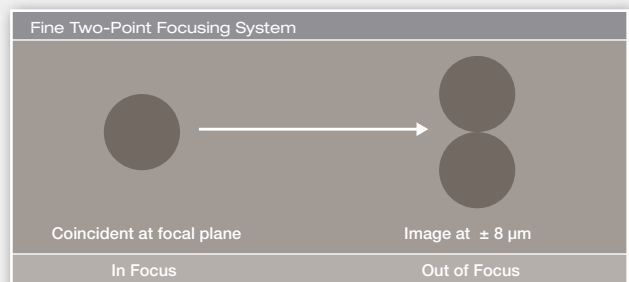 Fine Two-Point Focusing System
Coincident at focal plane
Image at ± 8 µm
In Focus
Out of Focus